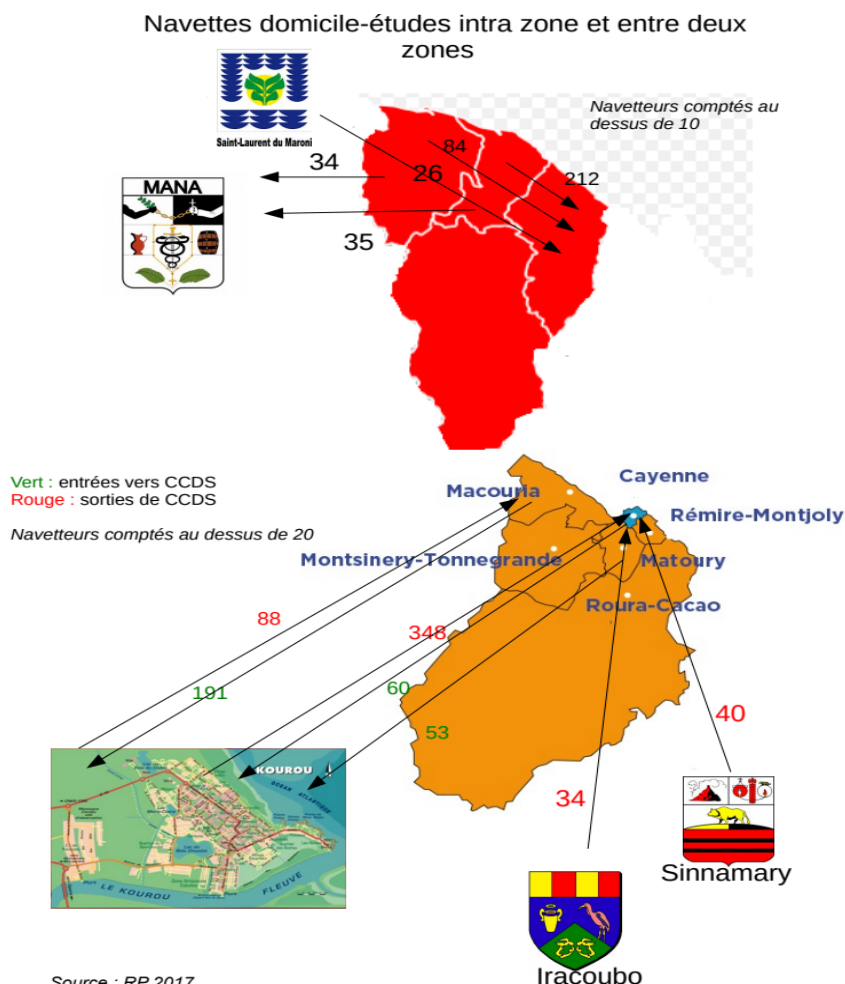 Navettes domicile-études intra zone et entre deux
zones
Navetteurs comptés au
dessus de 10
Saint-Laurent du Maroni
84
34
26
212
MANA
35
Vert : entrées vers CCDS
Rouge : sorties de CCDS
Navetteurs comptés au dessus de 20
Cayenne
Macouria
Rémire-Montjoly
Montsinery-Tonnegrande
Matoury
Roura-Cacao
88
348
191
60
40
53
KOUROU
OCEAN ATLANTIQUE
34
LE KOUROU
FLEUVE
Sinnamary
Iracoubo
Source : RP 2017